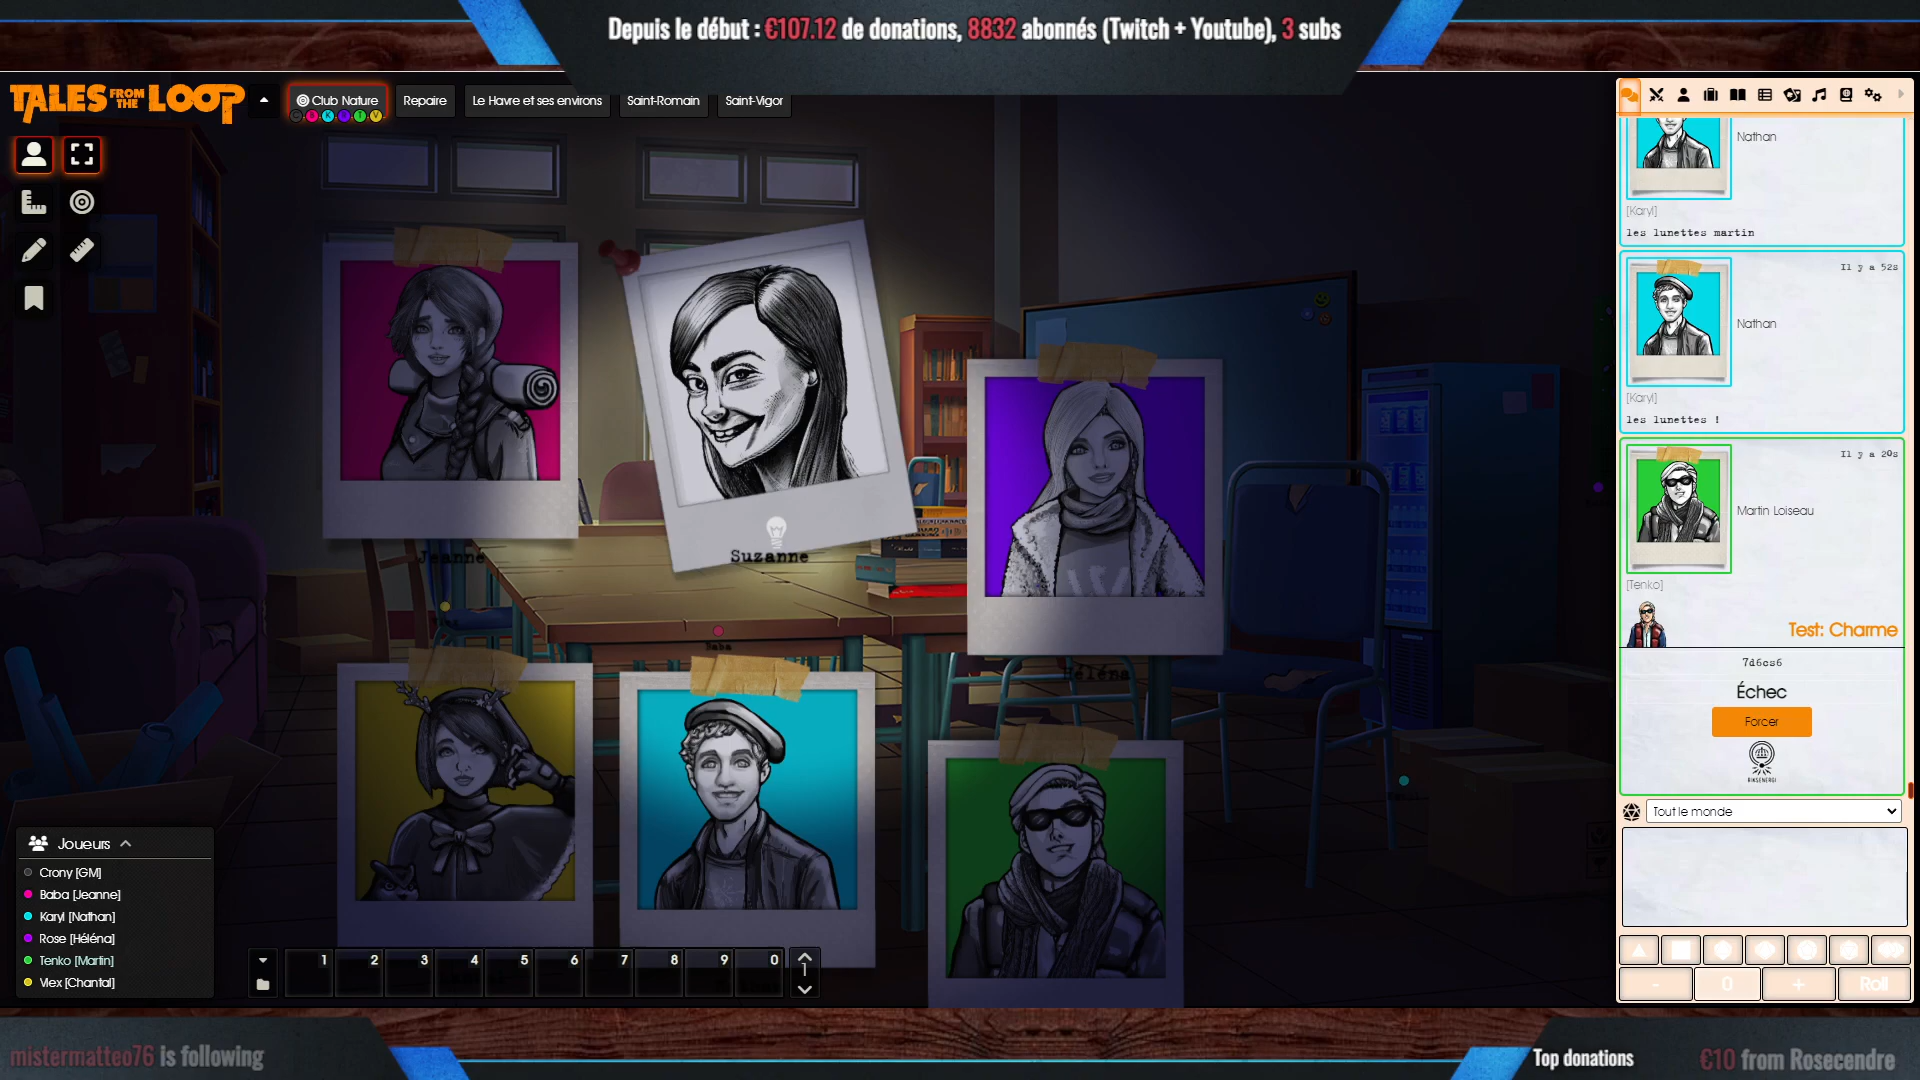 Depuis le début : €107.12 de donations, 8832 abonnés (Twitch + Youtube), 3 subs
TALES FROM THE LOOP
Club Nature
Repaire
Le Havre et ses environs
Saint-Romain
Saint-Vigor
Nathan
[Karyl]
les lunettes martin
Il y a 52s
Nathan
[Karyl]
les lunettes !
Il y a 20s
Martin Loiseau
[Tenko]
Test: Charme
7d6cs6
Échec
Forcer
RIKSENERGI
Tout le monde
- 0 + Roll
Jeanne
Suzanne
Héléna
Baba
Joueurs
Crony [GM]
Baba [Jeanne]
Karyl [Nathan]
Rose [Héléna]
Tenko [Martin]
Vlex [Chantal]
1 2 3 4 5 6 7 8 9 0
1
mistermatteo76 is following
Top donations
€10 from Rosecendre